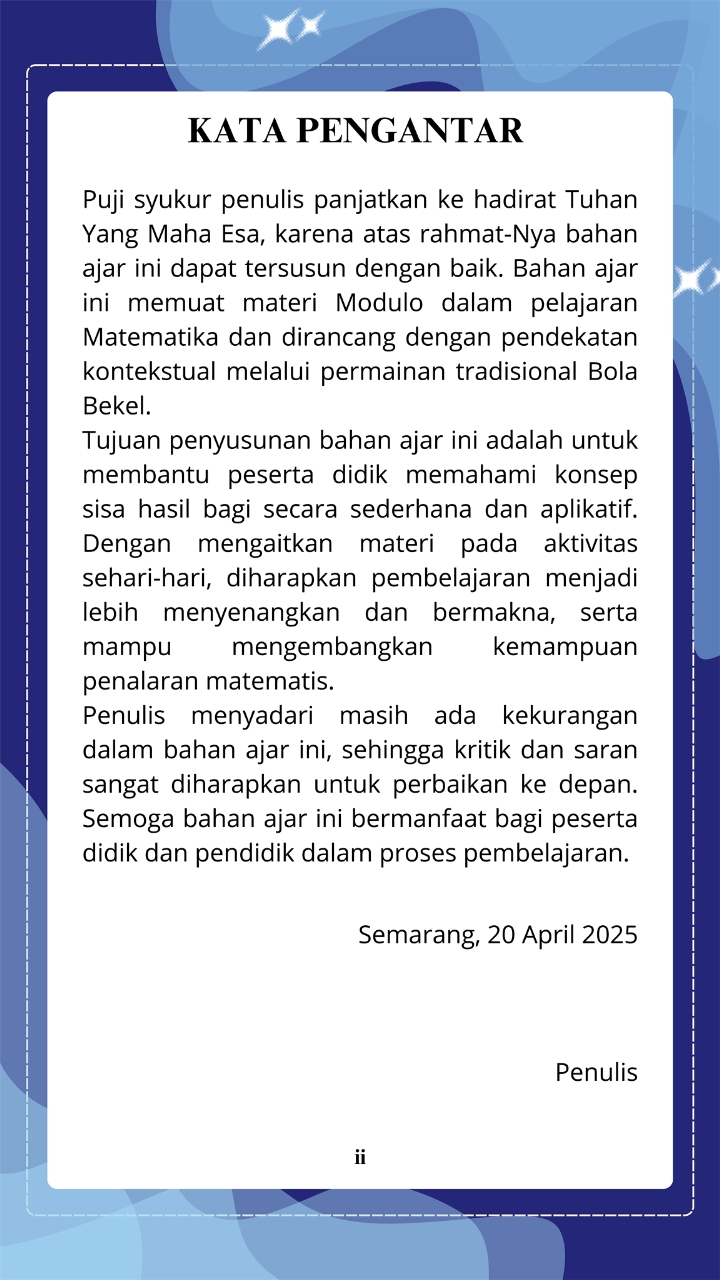 KATA PENGANTAR
Puji syukur penulis panjatkan ke hadirat Tuhan
Yang Maha Esa, karena atas rahmat-Nya bahan
ajar ini dapat tersusun dengan baik. Bahan ajar
ini memuat materi Modulo dalam pelajaran
Matematika dan dirancang dengan pendekatan
kontekstual melalui permainan tradisional Bola
Bekel.
Tujuan penyusunan bahan ajar ini adalah untuk
membantu peserta didik memahami konsep
sisa hasil bagi secara sederhana dan aplikatif.
Dengan mengaitkan materi pada aktivitas
sehari-hari, diharapkan pembelajaran menjadi
lebih menyenangkan dan bermakna, serta
mampu mengembangkan kemampuan
penalaran matematis.
Penulis menyadari masih ada kekurangan
dalam bahan ajar ini, sehingga kritik dan saran
sangat diharapkan untuk perbaikan ke depan.
Semoga bahan ajar ini bermanfaat bagi peserta
didik dan pendidik dalam proses pembelajaran.
Semarang, 20 April 2025
Penulis
ii